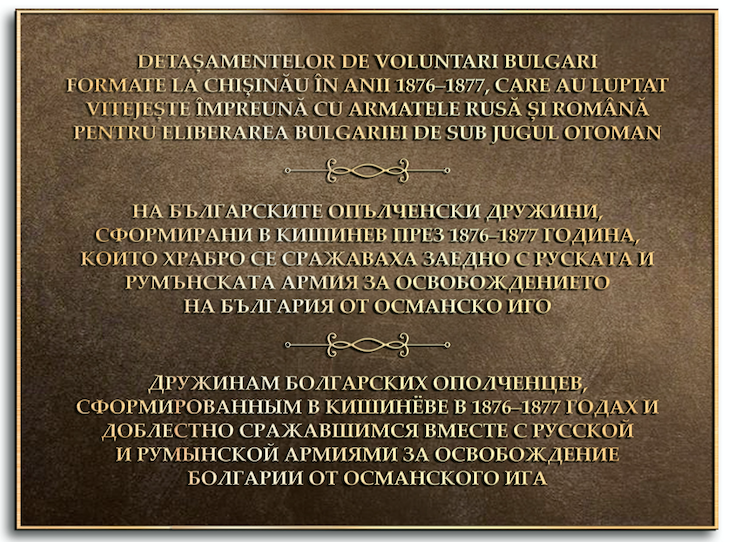 DETAȘAMENTELOR DE VOLUNTARI BULGARI
FORMATE LA CHIŞINĂU ÎN ANII 1876–1877, CARE AU LUPTAT
VITEJEȘTE ÎMPREUNĂ CU ARMATELE RUSĂ ȘI ROMÂNĂ
PENTRU ELIBERAREA BULGARIEI DE SUB JUGUL OTOMAN
НА БЪЛГАРСКИТЕ ОПЪЛЧЕНСКИ ДРУЖИНИ,
СФОРМИРАНИ В КИШИНЕВ ПРЕЗ 1876–1877 ГОДИНА,
КОИТО ХРАБРО СЕ СРАЖАВАХА ЗАЕДНО С РУСКАТА И
РУМЪНСКАТА АРМИЯ ЗА ОСВОБОЖДЕНИЕТО
НА БЪЛГАРИЯ ОТ ОСМАНСКО ИГО
ДРУЖИНАМ БОЛГАРСКИХ ОПОЛЧЕНЦЕВ,
СФОРМИРОВАННЫМ В КИШИНЁВЕ В 1876–1877 ГОДАХ И
ДОБЛЕСТНО СРАЖАВШИМСЯ ВМЕСТЕ С РУССКОЙ
И РУМЫНСКОЙ АРМИЯМИ ЗА ОСВОБОЖДЕНИЕ
БОЛГАРИИ ОТ ОСМАНСКОГО ИГА